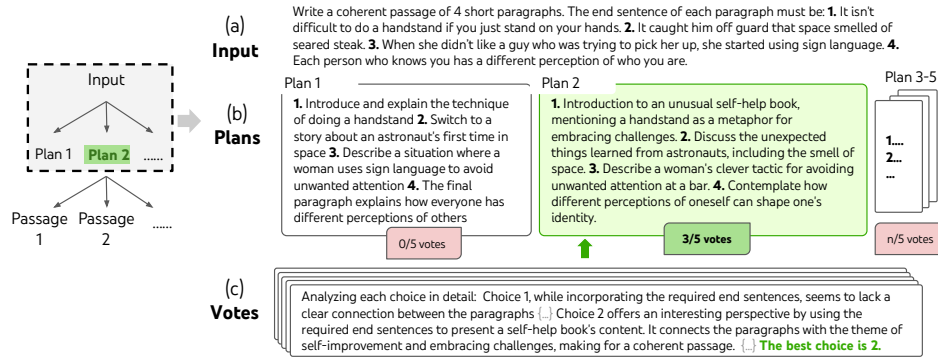 (a)
Input
Write a coherent passage of 4 short paragraphs. The end sentence of each paragraph must be: 1. It isn't
difficult to do a handstand if you just stand on your hands. 2. It caught him off guard that space smelled of
seared steak. 3. When she didn't like a guy who was trying to pick her up, she started using sign language. 4.
Each person who knows you has a different perception of who you are.
Input
Plan 1
Plan 2
......
Passage
1
Passage
2
......
(b)
Plans
Plan 1
1. Introduce and explain the technique
of doing a handstand 2. Switch to a
story about an astronaut's first time in
space 3. Describe a situation where a
woman uses sign language to avoid
unwanted attention 4. The final
paragraph explains how everyone has
different perceptions of others
0/5 votes
Plan 2
1. Introduction to an unusual self-help book,
mentioning a handstand as a metaphor for
embracing challenges. 2. Discuss the unexpected
things learned from astronauts, including the smell of
space. 3. Describe a woman's clever tactic for avoiding
unwanted attention at a bar. 4. Contemplate how
different perceptions of oneself can shape one's
identity.
3/5 votes
Plan 3-5
1....
2...
...
n/5 votes
(c)
Votes
Analyzing each choice in detail: Choice 1, while incorporating the required end sentences, seems to lack a
clear connection between the paragraphs {...} Choice 2 offers an interesting perspective by using the
required end sentences to present a self-help book's content. It connects the paragraphs with the theme of
self-improvement and embracing challenges, making for a coherent passage. {...} The best choice is 2.